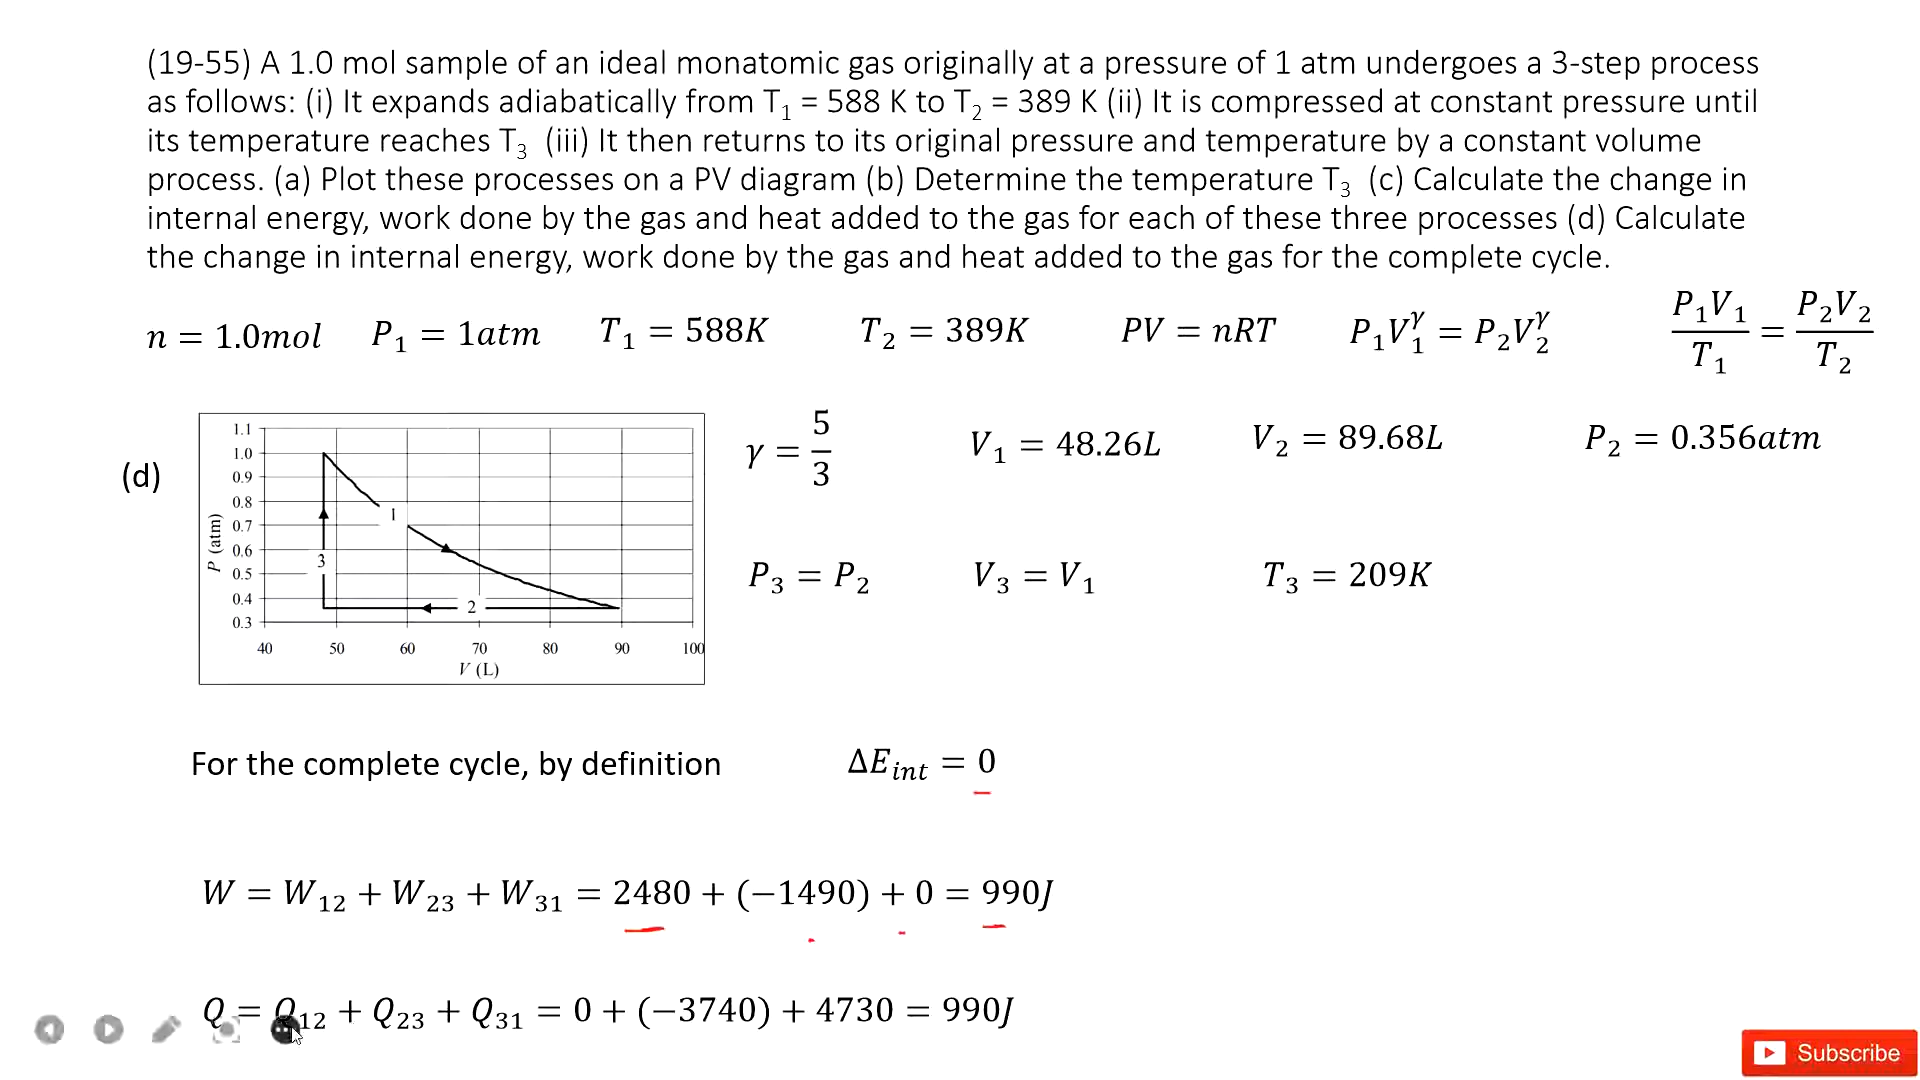 (19-55) A 1.0 mol sample of an ideal monatomic gas originally at a pressure of 1 atm undergoes a 3-step process
as follows: (i) It expands adiabatically from T₁ = 588 K to T₂ = 389 K (ii) It is compressed at constant pressure until
its temperature reaches T₃ (iii) It then returns to its original pressure and temperature by a constant volume
process. (a) Plot these processes on a PV diagram (b) Determine the temperature T₃ (c) Calculate the change in
internal energy, work done by the gas and heat added to the gas for each of these three processes (d) Calculate
the change in internal energy, work done by the gas and heat added to the gas for the complete cycle.
n = 1.0mol P₁ = 1atm T₁ = 588K T₂ = 389K PV = nRT P₁V₁^γ = P₂V₂^γ P₁V₁/T₁ = P₂V₂/T₂
(d)
1.1
1.0
0.9
0.8
0.7
0.6
0.5
0.4
0.3
P (atm)
1
3
2
40 50 60 70 80 90 100
V (L)
γ = 5/3 V₁ = 48.26L V₂ = 89.68L P₂ = 0.356atm
P₃ = P₂ V₃ = V₁ T₃ = 209K
For the complete cycle, by definition ΔE_int = 0
W = W₁₂ + W₂₃ + W₃₁ = 2480 + (−1490) + 0 = 990J
Q = Q₁₂ + Q₂₃ + Q₃₁ = 0 + (−3740) + 4730 = 990J
Subscribe